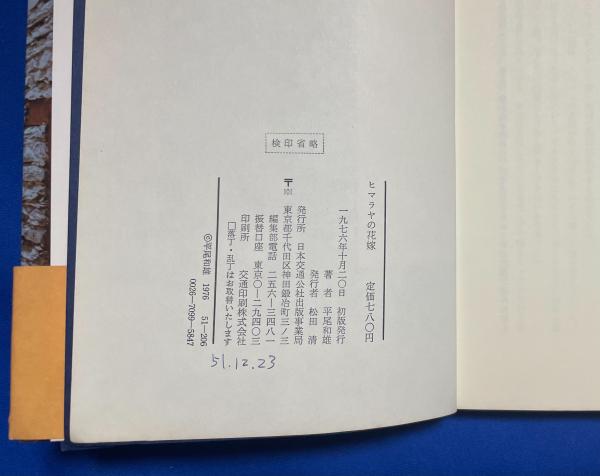 ヒマラヤの花嫁　定価七八〇円
一九七六年十月二〇日　初版発行
著者　平尾和雄
発行者　松田　清
発行所　日本交通公社出版事業局
〒101
東京都千代田区神田鍛冶町三ノ三
編集部電話　二五六―三四八一
振替口座　東京〇―二九四〇三
印刷所　交通印刷株式会社
□落丁・乱丁はお取替いたします
©平尾和雄 1976　51―206
0026―7099―5847
検印省略
51.12.23